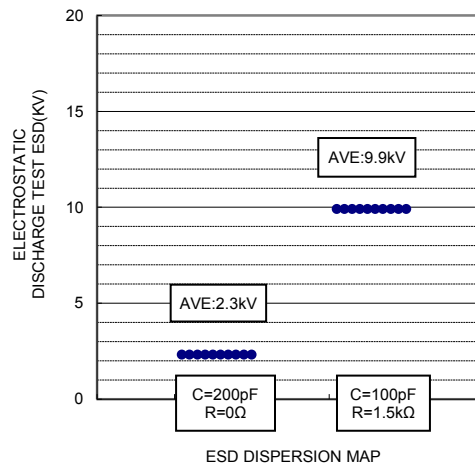 20
15
10
5
0
ELECTROSTATIC
DISCHARGE TEST ESD(KV)
AVE:2.3kV
AVE:9.9kV
C=200pF
R=0Ω
C=100pF
R=1.5kΩ
ESD DISPERSION MAP